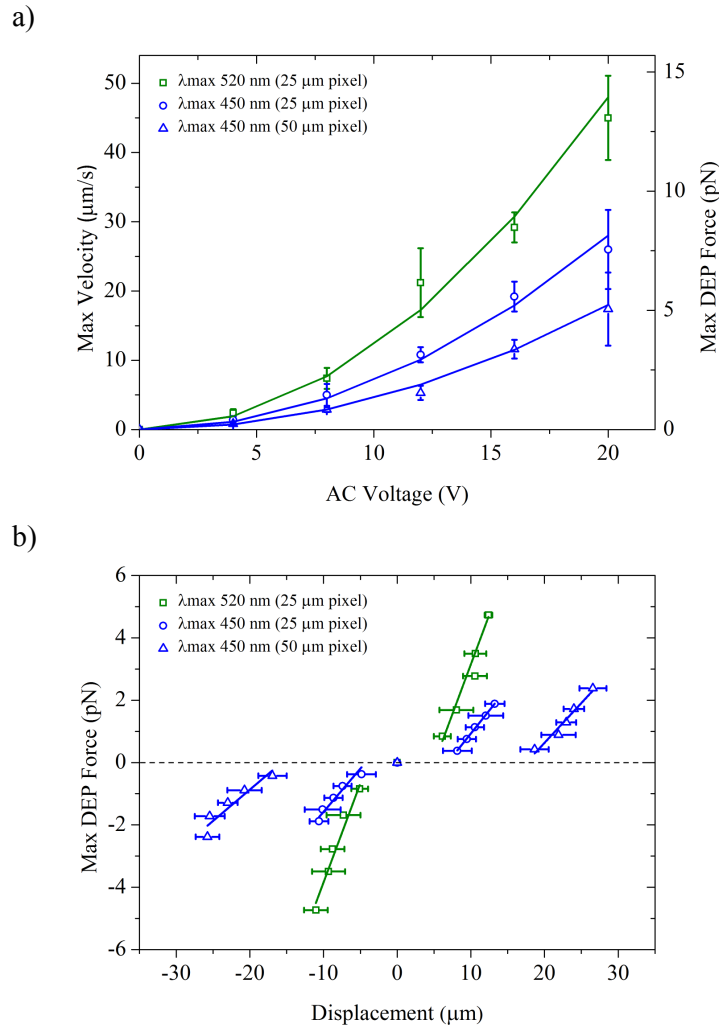 a)
λmax 520 nm (25 μm pixel)
λmax 450 nm (25 μm pixel)
λmax 450 nm (50 μm pixel)
Max Velocity (μm/s)
50
40
30
20
10
0
Max DEP Force (pN)
15
10
5
0
0 5 10 15 20
AC Voltage (V)
b)
λmax 520 nm (25 μm pixel)
λmax 450 nm (25 μm pixel)
λmax 450 nm (50 μm pixel)
Max DEP Force (pN)
6
4
2
0
-2
-4
-6
-30 -20 -10 0 10 20 30
Displacement (μm)